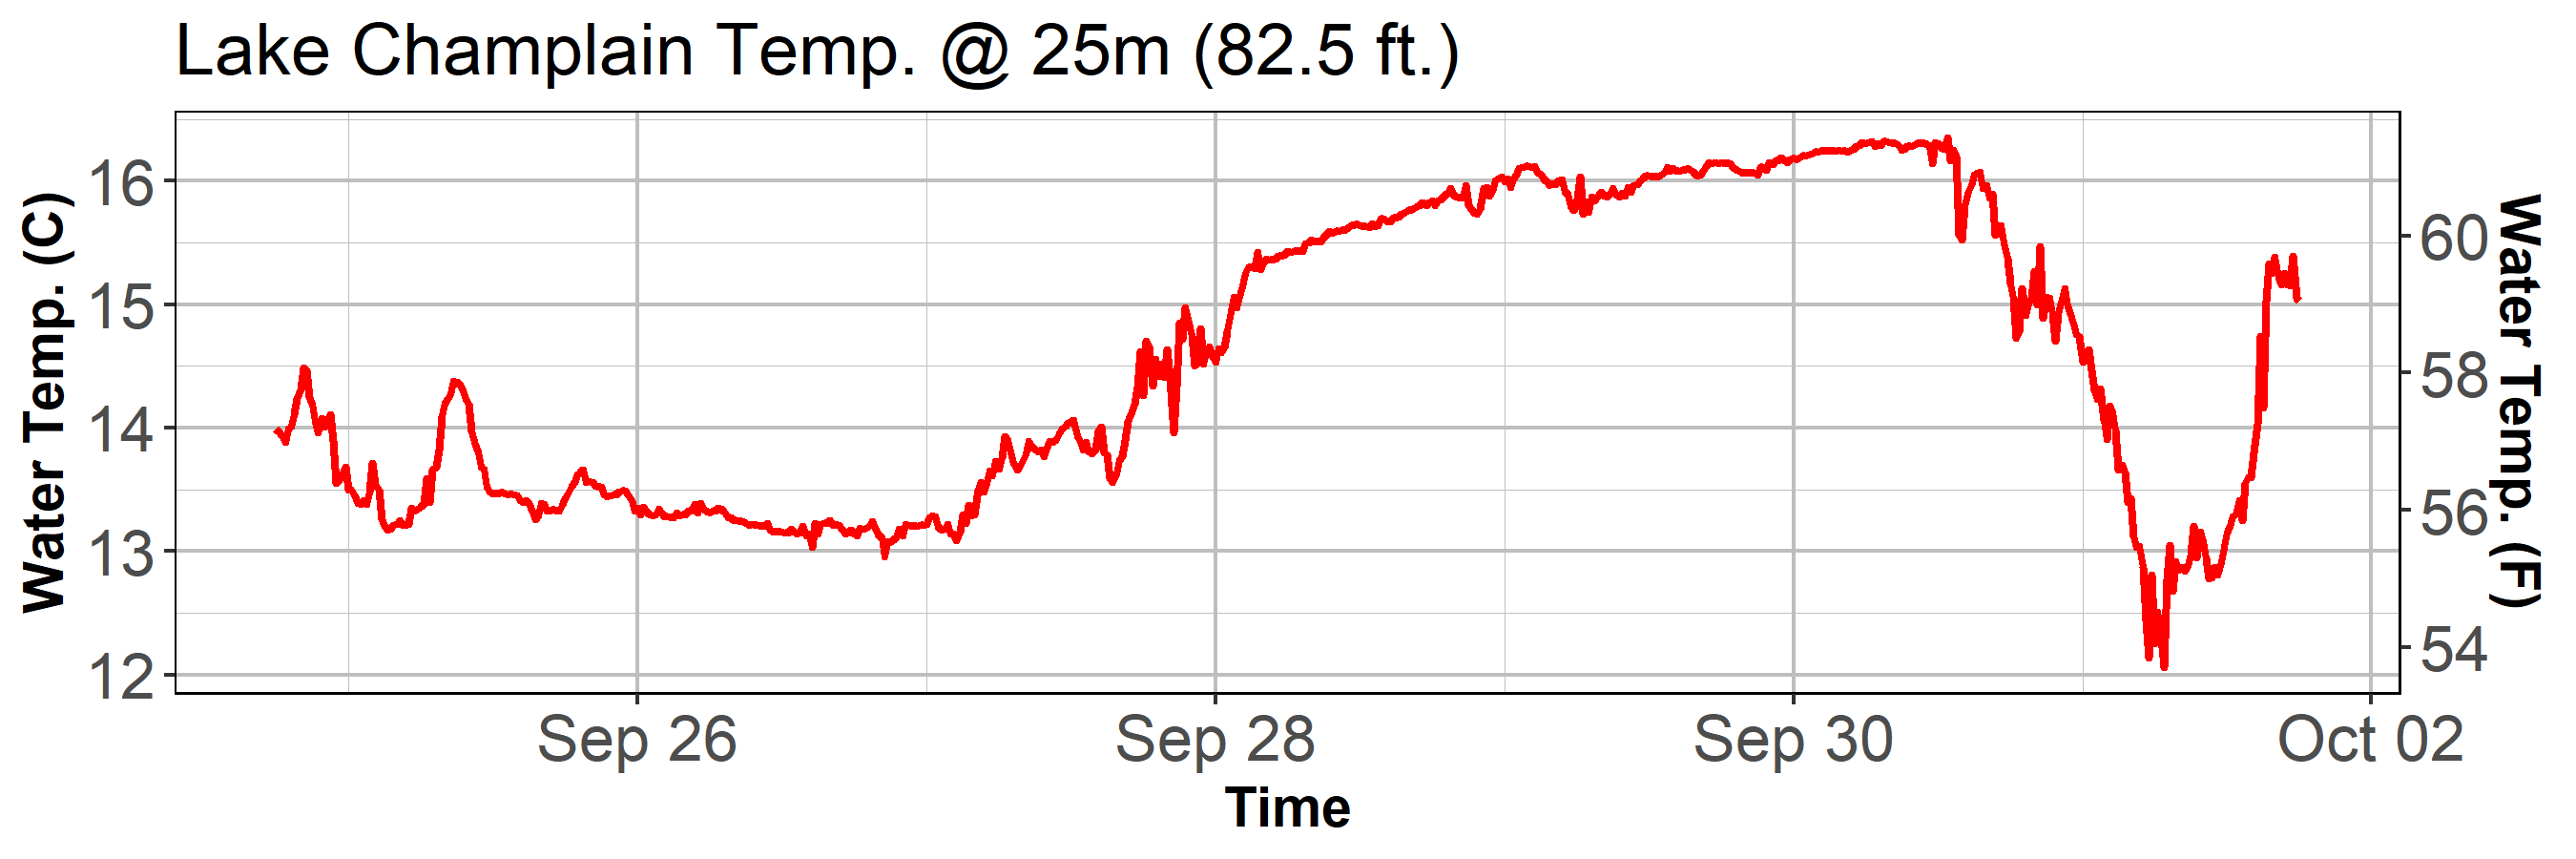 Lake Champlain Temp. @ 25m (82.5 ft.)
Water Temp. (C)
16
15
14
13
12
60
58
56
54
Water Temp. (F)
Sep 26
Sep 28
Sep 30
Oct 02
Time